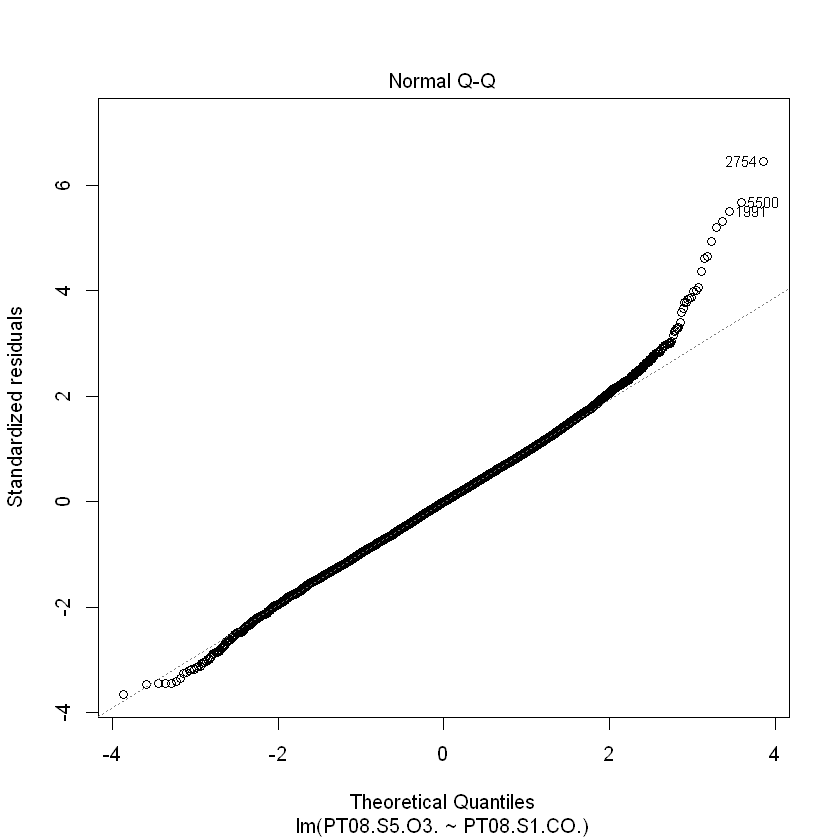 Normal Q-Q
2754
5500
1991
6
4
2
0
-2
-4
Standardized residuals
-4 -2 0 2 4
Theoretical Quantiles
lm(PT08.S5.O3. ~ PT08.S1.CO.)